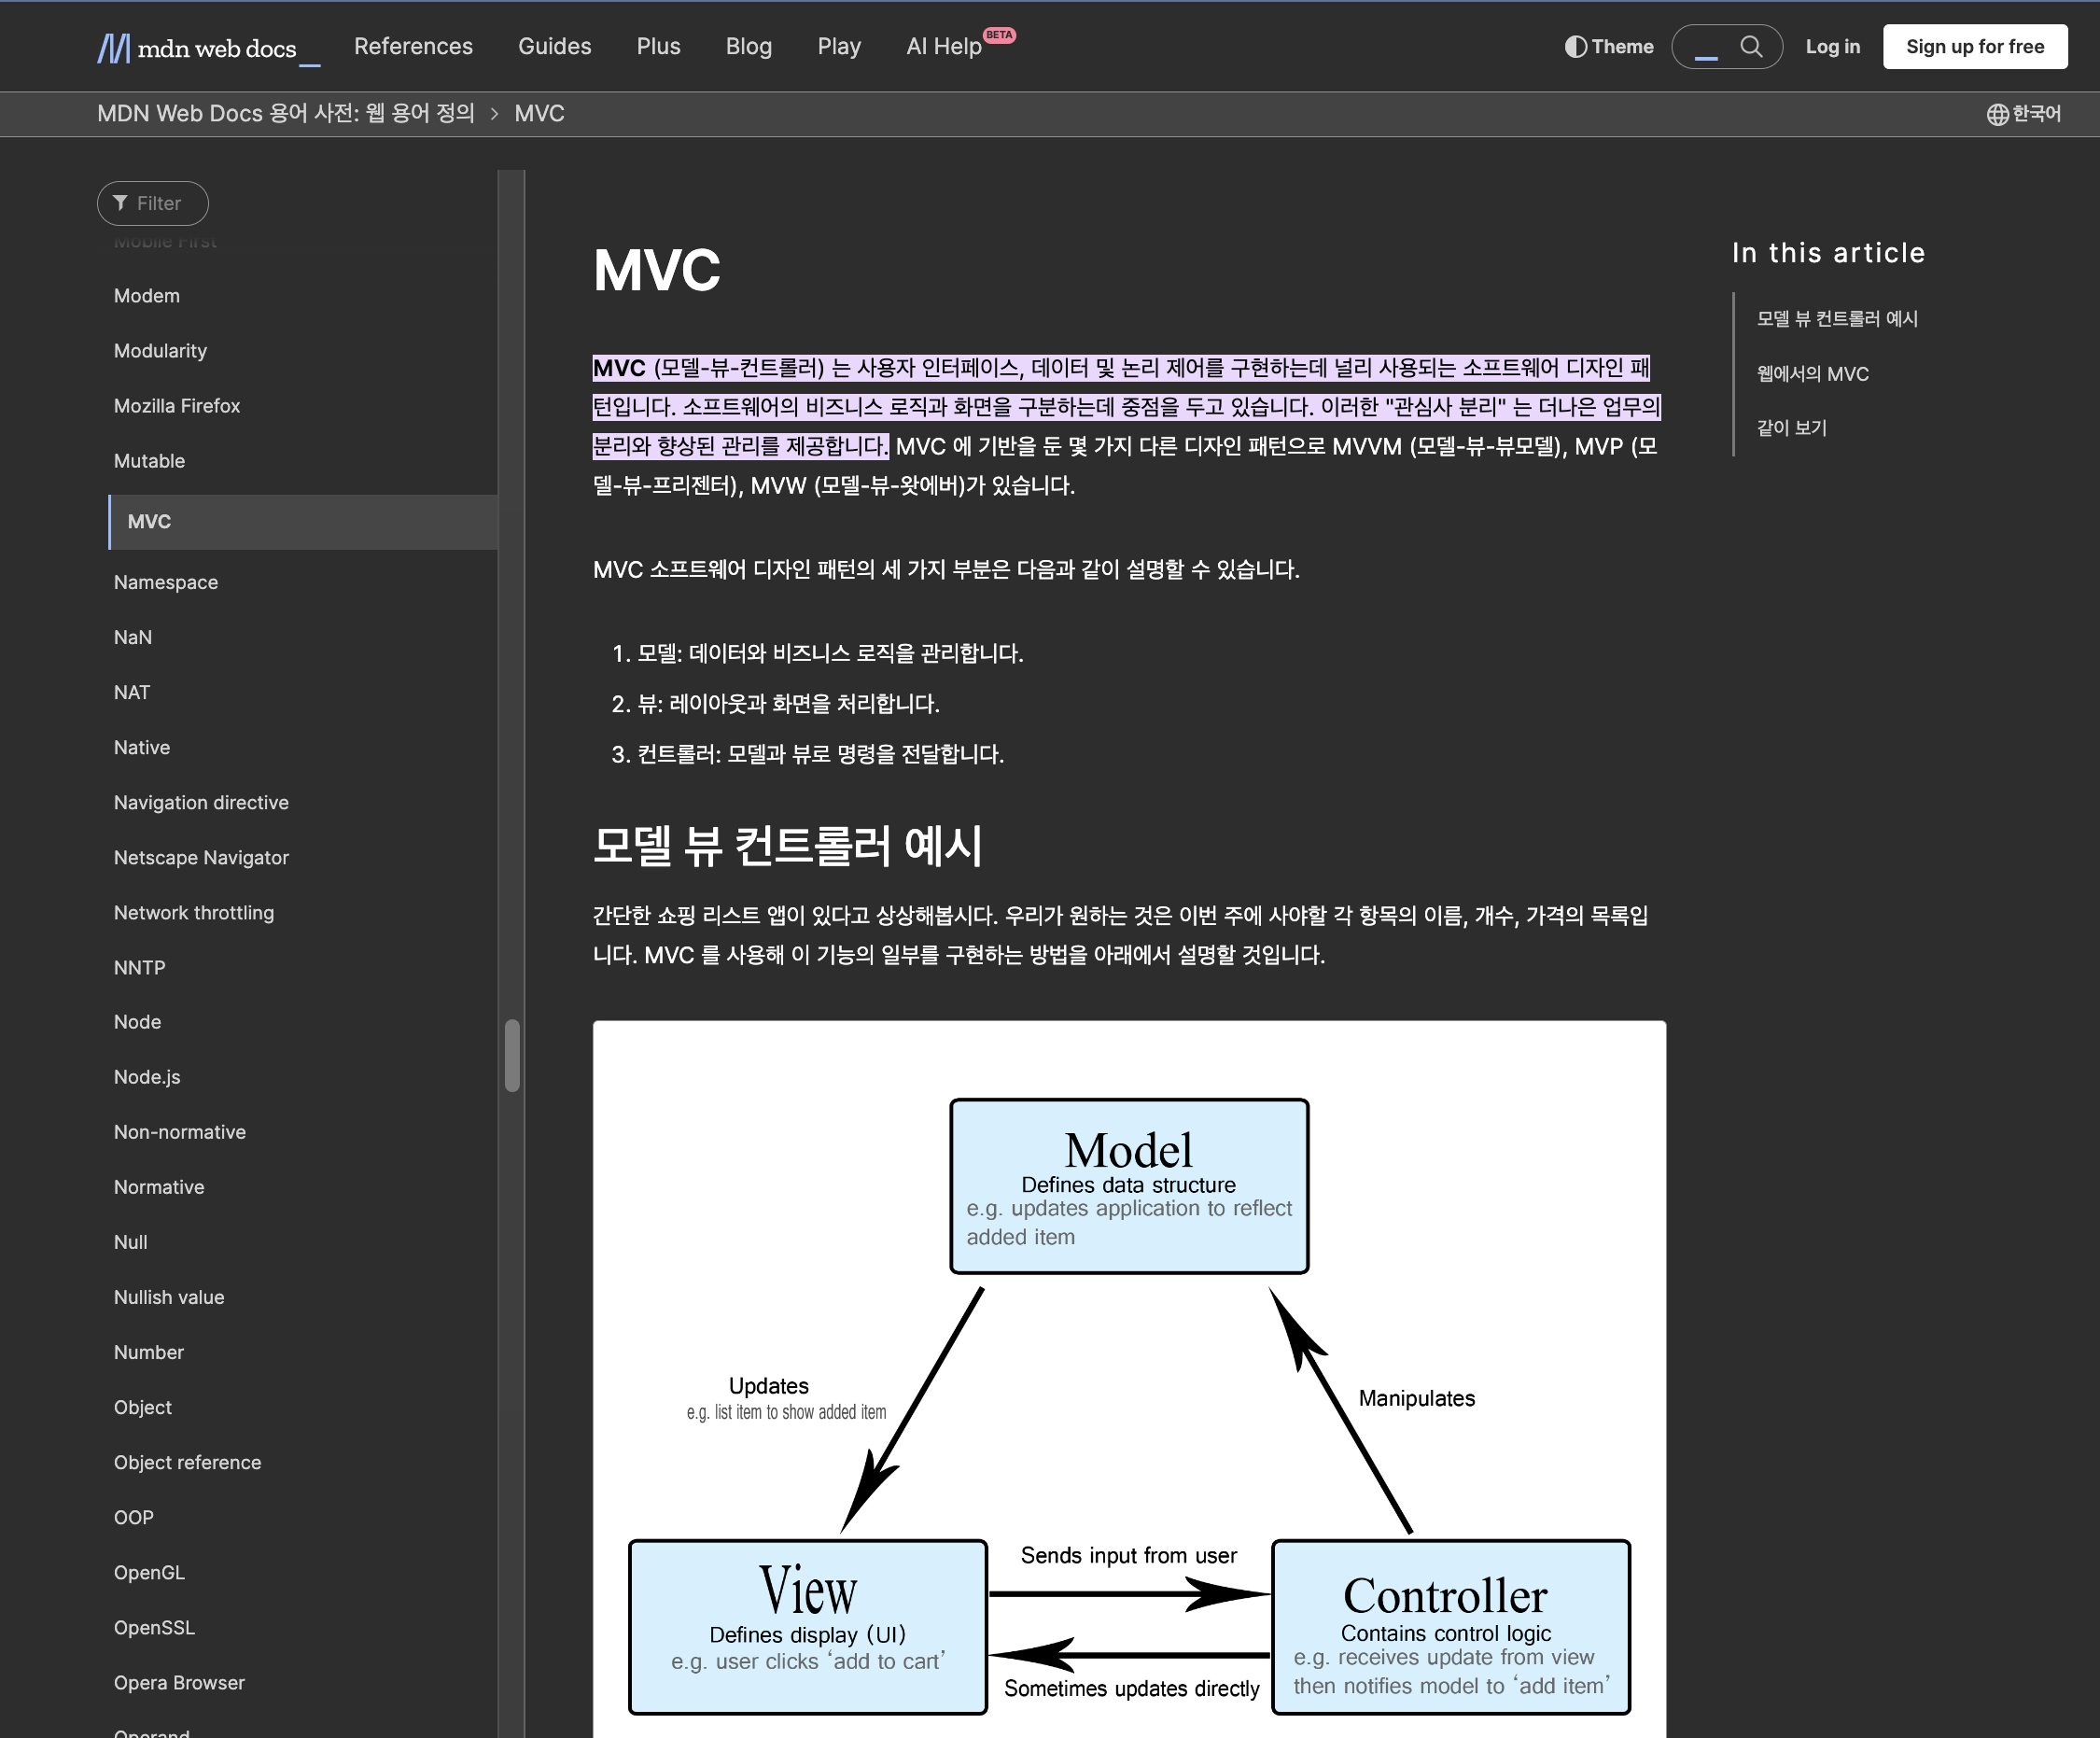 mdn web docs_
References
Guides
Plus
Blog
Play
AI Help
BETA
Theme
Log in
Sign up for free
MDN Web Docs 용어 사전: 웹 용어 정의
MVC
한국어
Filter
Mobile First
Modem
Modularity
Mozilla Firefox
Mutable
MVC
Namespace
NaN
NAT
Native
Navigation directive
Netscape Navigator
Network throttling
NNTP
Node
Node.js
Non-normative
Normative
Null
Nullish value
Number
Object
Object reference
OOP
OpenGL
OpenSSL
Opera Browser
Operand
MVC
MVC (모델-뷰-컨트롤러) 는 사용자 인터페이스, 데이터 및 논리 제어를 구현하는데 널리 사용되는 소프트웨어 디자인 패
턴입니다. 소프트웨어의 비즈니스 로직과 화면을 구분하는데 중점을 두고 있습니다. 이러한 "관심사 분리" 는 더나은 업무의
분리와 향상된 관리를 제공합니다. MVC 에 기반을 둔 몇 가지 다른 디자인 패턴으로 MVVM (모델-뷰-뷰모델), MVP (모
델-뷰-프리젠터), MVW (모델-뷰-왓에버)가 있습니다.
MVC 소프트웨어 디자인 패턴의 세 가지 부분은 다음과 같이 설명할 수 있습니다.
1. 모델: 데이터와 비즈니스 로직을 관리합니다.
2. 뷰: 레이아웃과 화면을 처리합니다.
3. 컨트롤러: 모델과 뷰로 명령을 전달합니다.
모델 뷰 컨트롤러 예시
간단한 쇼핑 리스트 앱이 있다고 상상해봅시다. 우리가 원하는 것은 이번 주에 사야할 각 항목의 이름, 개수, 가격의 목록입
니다. MVC 를 사용해 이 기능의 일부를 구현하는 방법을 아래에서 설명할 것입니다.
Model
Defines data structure
e.g. updates application to reflect
added item
Updates
e.g. list item to show added item
Manipulates
View
Defines display (UI)
e.g. user clicks ‘add to cart’
Sends input from user
Sometimes updates directly
Controller
Contains control logic
e.g. receives update from view
then notifies model to ‘add item’
In this article
모델 뷰 컨트롤러 예시
웹에서의 MVC
같이 보기